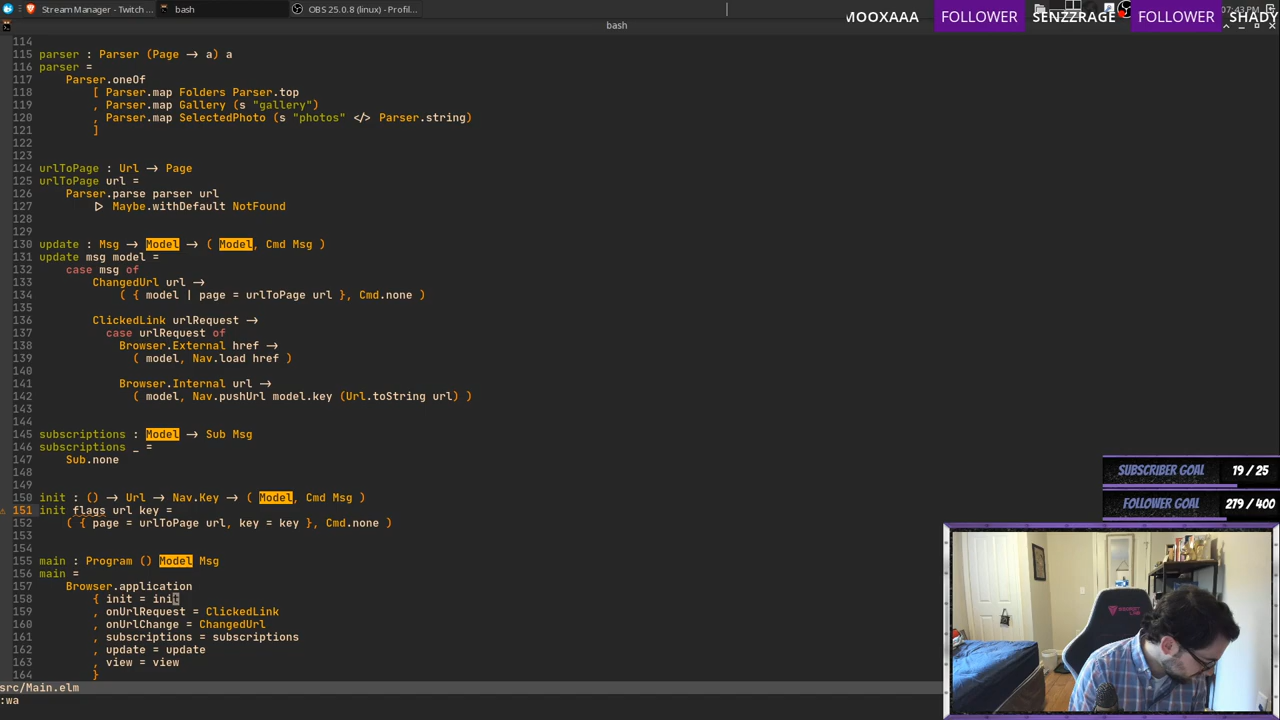 Stream Manager - Twitch ...
bash
OBS 25.0.8 (linux) - Profil...
07:43 PM
bash
MOOXAAA FOLLOWER SENZZRAGE FOLLOWER SHADY
114
115 parser : Parser (Page -> a) a
116 parser =
117     Parser.oneOf
118         [ Parser.map Folders Parser.top
119         , Parser.map Gallery (s "gallery")
120         , Parser.map SelectedPhoto (s "photos" </> Parser.string)
121         ]
122
123
124 urlToPage : Url -> Page
125 urlToPage url =
126     Parser.parse parser url
127         |> Maybe.withDefault NotFound
128
129
130 update : Msg -> Model -> ( Model, Cmd Msg )
131 update msg model =
132     case msg of
133         ChangedUrl url ->
134             ( { model | page = urlToPage url }, Cmd.none )
135
136         ClickedLink urlRequest ->
137           case urlRequest of
138             Browser.External href ->
139               ( model, Nav.load href )
140
141             Browser.Internal url ->
142               ( model, Nav.pushUrl model.key (Url.toString url) )
143
144
145 subscriptions : Model -> Sub Msg
146 subscriptions _ =
147     Sub.none
148
149
150 init : () -> Url -> Nav.Key -> ( Model, Cmd Msg )
151 init flags url key =
152     ( { page = urlToPage url, key = key }, Cmd.none )
153
154
155 main : Program () Model Msg
156 main =
157     Browser.application
158         { init = init
159         , onUrlRequest = ClickedLink
160         , onUrlChange = ChangedUrl
161         , subscriptions = subscriptions
162         , update = update
163         , view = view
164         }
src/Main.elm
:wa
SUBSCRIBER GOAL 19 / 25
FOLLOWER GOAL 279 / 400